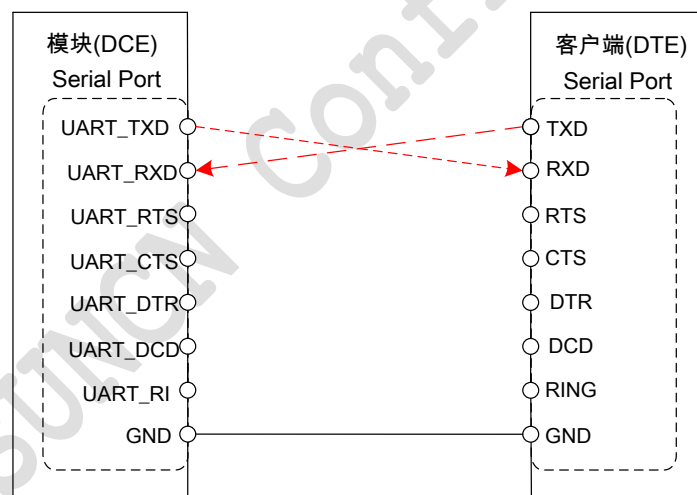 模块(DCE)
Serial Port
UART_TXD
UART_RXD
UART_RTS
UART_CTS
UART_DTR
UART_DCD
UART_RI
GND
客户端(DTE)
Serial Port
TXD
RXD
RTS
CTS
DTR
DCD
RING
GND